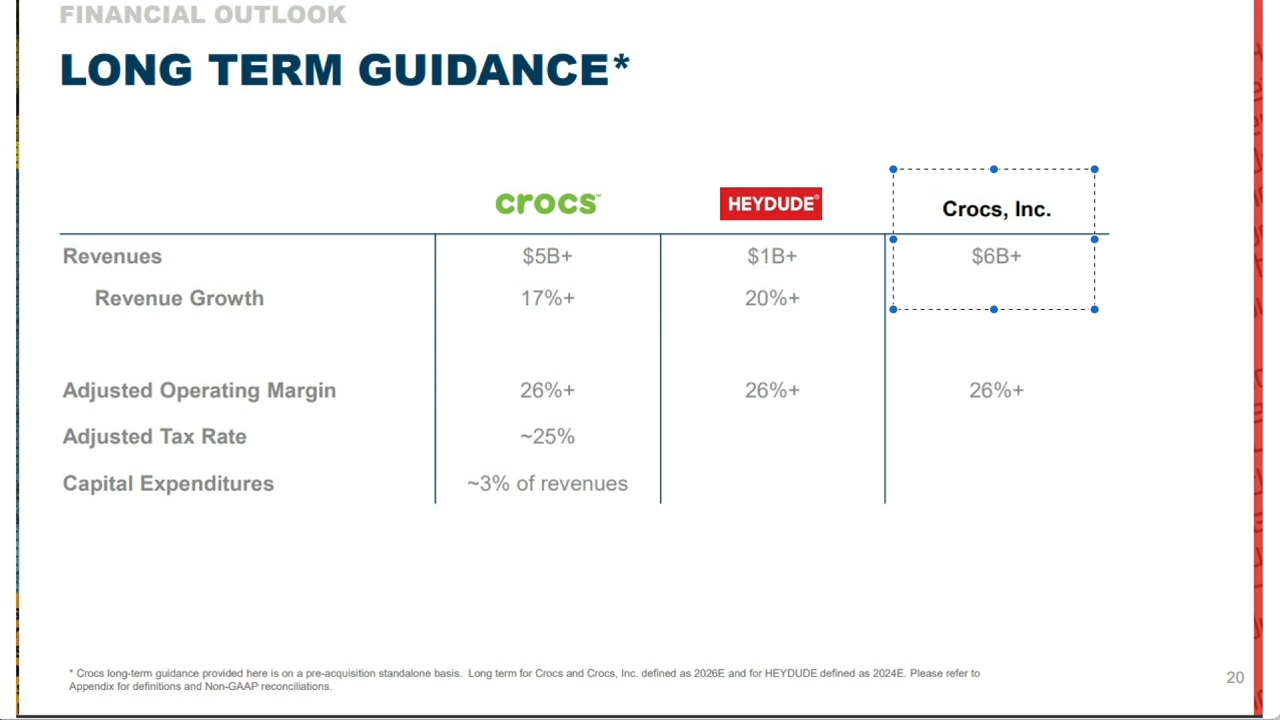 FINANCIAL OUTLOOK
LONG TERM GUIDANCE*
crocs™ HEYDUDE® Crocs, Inc.
Revenues $5B+ $1B+ $6B+
Revenue Growth 17%+ 20%+
Adjusted Operating Margin 26%+ 26%+ 26%+
Adjusted Tax Rate ~25%
Capital Expenditures ~3% of revenues
* Crocs long-term guidance provided here is on a pre-acquisition standalone basis. Long term for Crocs and Crocs, Inc. defined as 2026E and for HEYDUDE defined as 2024E. Please refer to
Appendix for definitions and Non-GAAP reconciliations.
20